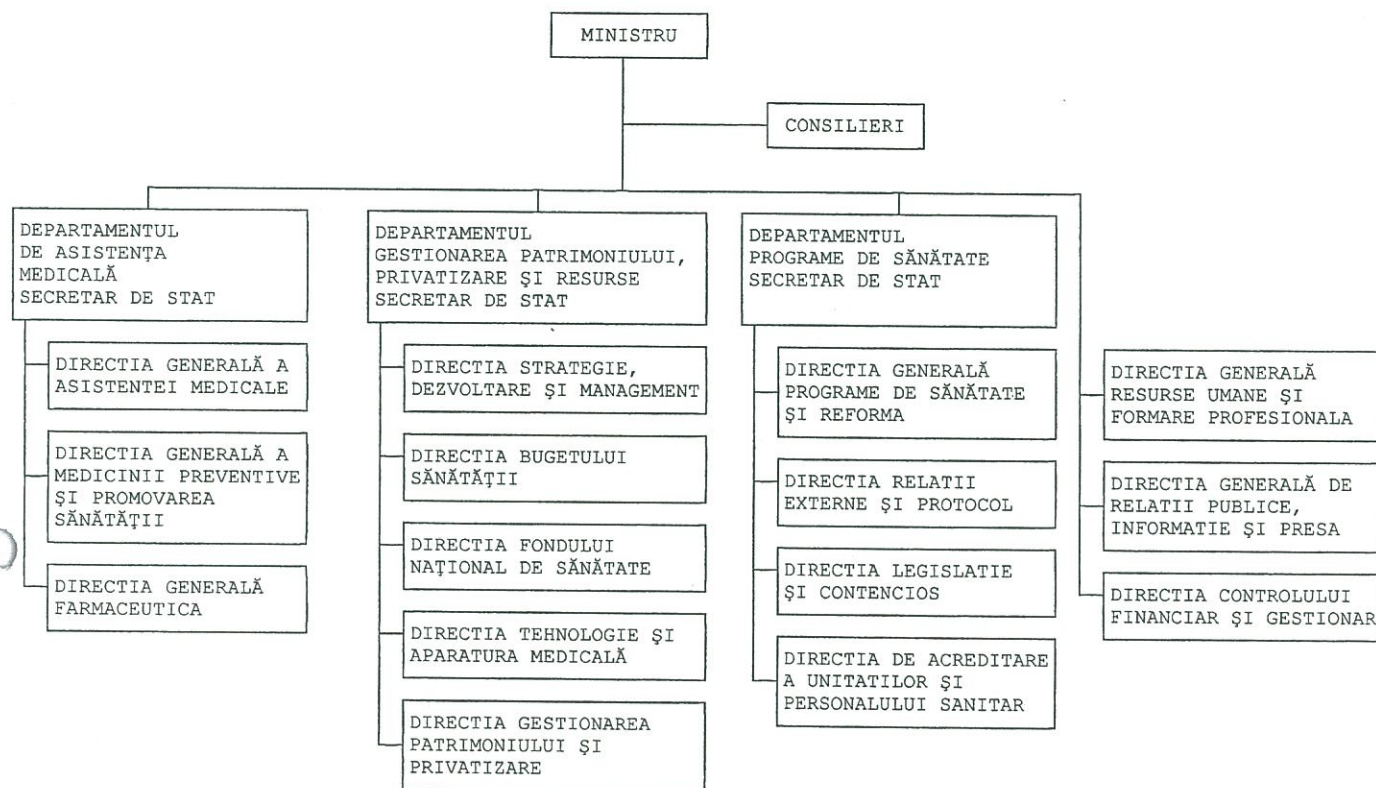 MINISTRU
CONSILIERI
DEPARTAMENTUL
DE ASISTENŢA
MEDICALĂ
SECRETAR DE STAT
DIRECTIA GENERALĂ A
ASISTENTEI MEDICALE
DIRECTIA GENERALĂ A
MEDICINII PREVENTIVE
ŞI PROMOVAREA
SĂNĂTĂŢII
DIRECTIA GENERALĂ
FARMACEUTICA
DEPARTAMENTUL
GESTIONAREA PATRIMONIULUI,
PRIVATIZARE ŞI RESURSE
SECRETAR DE STAT
DIRECTIA STRATEGIE,
DEZVOLTARE ŞI MANAGEMENT
DIRECTIA BUGETULUI
SĂNĂTĂŢII
DIRECTIA FONDULUI
NAŢIONAL DE SĂNĂTATE
DIRECTIA TEHNOLOGIE ŞI
APARATURA MEDICALĂ
DIRECTIA GESTIONAREA
PATRIMONIULUI ŞI
PRIVATIZARE
DEPARTAMENTUL
PROGRAME DE SĂNĂTATE
SECRETAR DE STAT
DIRECTIA GENERALĂ
PROGRAME DE SĂNĂTATE
ŞI REFORMA
DIRECTIA RELATII
EXTERNE ŞI PROTOCOL
DIRECTIA LEGISLATIE
ŞI CONTENCIOS
DIRECTIA DE ACREDITARE
A UNITATILOR ŞI
PERSONALULUI SANITAR
DIRECTIA GENERALĂ
RESURSE UMANE ŞI
FORMARE PROFESIONALA
DIRECTIA GENERALĂ DE
RELATII PUBLICE,
INFORMATIE ŞI PRESA
DIRECTIA CONTROLULUI
FINANCIAR ŞI GESTIONAR